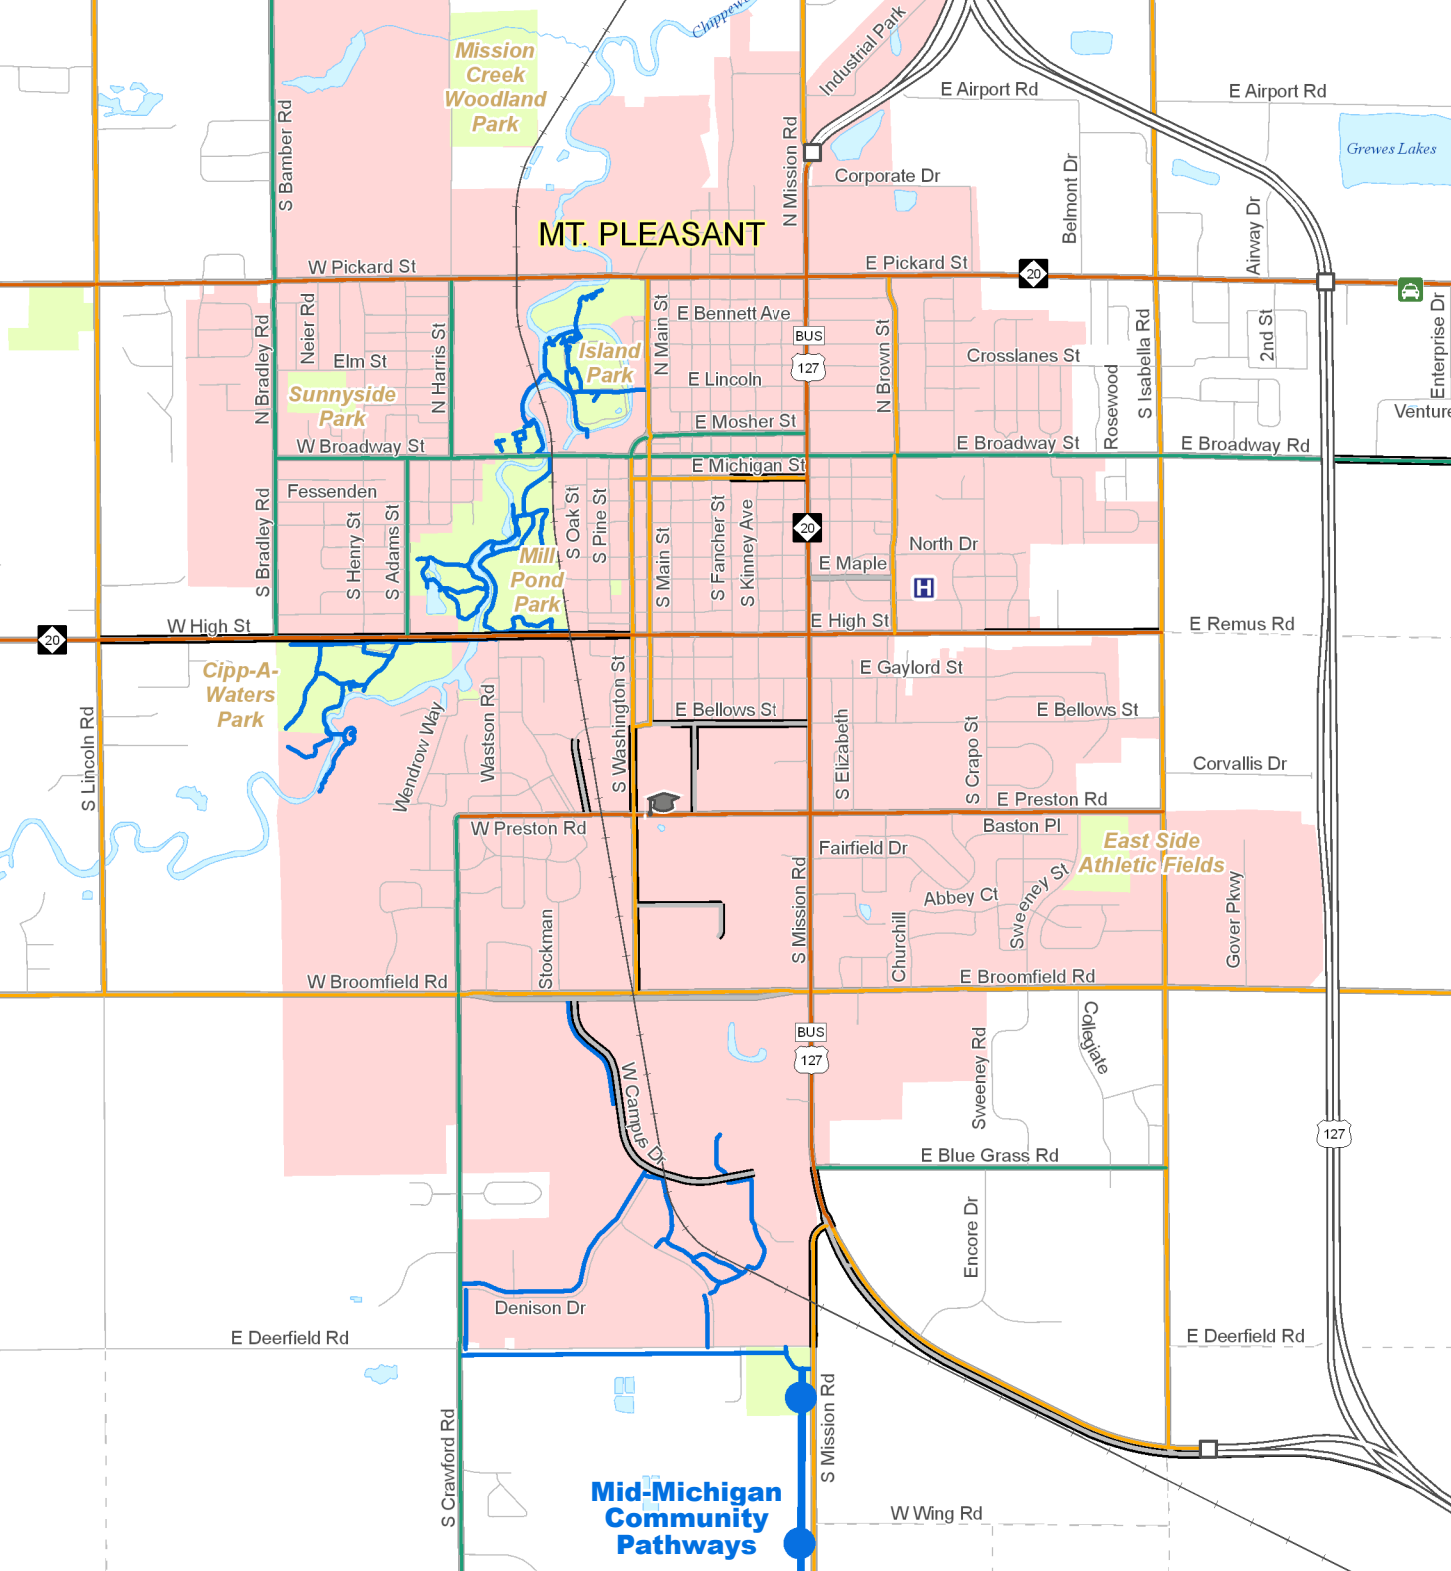 Chippew
Industrial Park
Mission
Creek
Woodland
Park
E Airport Rd
E Airport Rd
S Bamber Rd
N Mission Rd
Grewes Lakes
Corporate Dr
Belmont Dr
Airway Dr
MT. PLEASANT
W Pickard St
E Pickard St
20
Neier Rd
N Main St
E Bennett Ave
BUS
127
N Bradley Rd
Elm St
N Harris St
Island
Park
E Lincoln
N Brown St
Crosslanes St
Rosewood
S Isabella Rd
2nd St
Enterprise Dr
Venture
Sunnyside
Park
E Mosher St
W Broadway St
E Broadway St
E Broadway Rd
E Michigan St
Fessenden
S Bradley Rd
S Henry St
S Adams St
S Oak St
S Pine St
S Main St
S Fancher St
S Kinney Ave
20
North Dr
Mill
Pond
Park
E Maple
H
W High St
E High St
E Remus Rd
20
Cipp-A-
Waters
Park
E Gaylord St
S Lincoln Rd
Wendrow Way
Wastson Rd
S Washington St
E Bellows St
E Bellows St
S Elizabeth
S Crapo St
Corvallis Dr
E Preston Rd
W Preston Rd
Baston Pl
East Side
Athletic Fields
Fairfield Dr
S Mission Rd
Abbey Ct
Sweeney St
Churchill
Gover Pkwy
Stockman
W Broomfield Rd
E Broomfield Rd
BUS
127
Sweeney Rd
Collegiate
W Campus Dr
127
E Blue Grass Rd
Encore Dr
Denison Dr
E Deerfield Rd
E Deerfield Rd
S Mission Rd
S Crawford Rd
Mid-Michigan
Community
Pathways
W Wing Rd